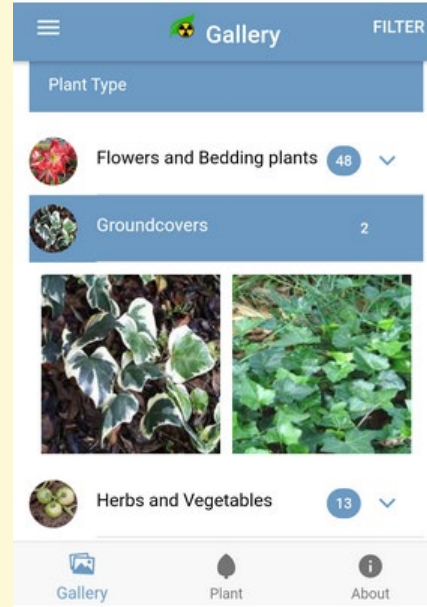 Gallery
FILTER
Plant Type
Flowers and Bedding plants 48
Groundcovers 2
Herbs and Vegetables 13
Gallery
Plant
About